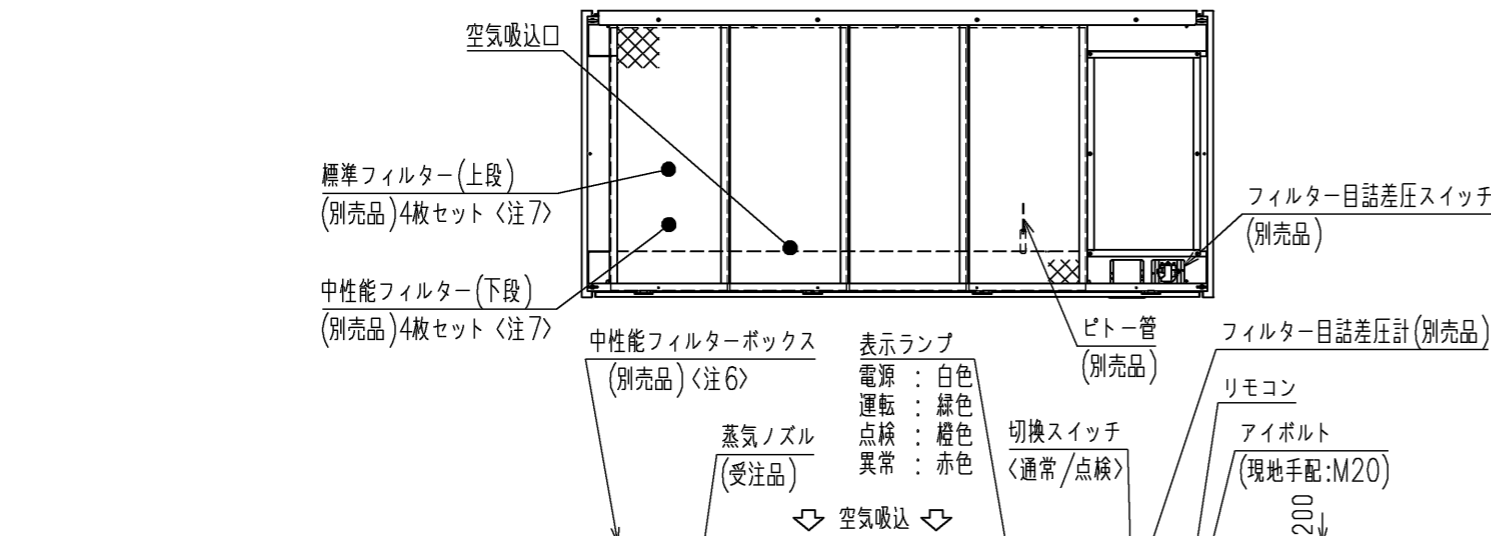 空気吸込口
標準フィルター(上段)
(別売品)4枚セット〈注7〉
中性能フィルター(下段)
(別売品)4枚セット〈注7〉
フィルター目詰差圧スイッチ
(別売品)
ピトー管
(別売品)
フィルター目詰差圧計(別売品)
中性能フィルターボックス
(別売品)〈注6〉
表示ランプ
電源 : 白色
運転 : 緑色
点検 : 橙色
異常 : 赤色
リモコン
蒸気ノズル
(受注品)
切換スイッチ
〈通常/点検〉
アイボルト
(現地手配:M20)
空気吸込
200